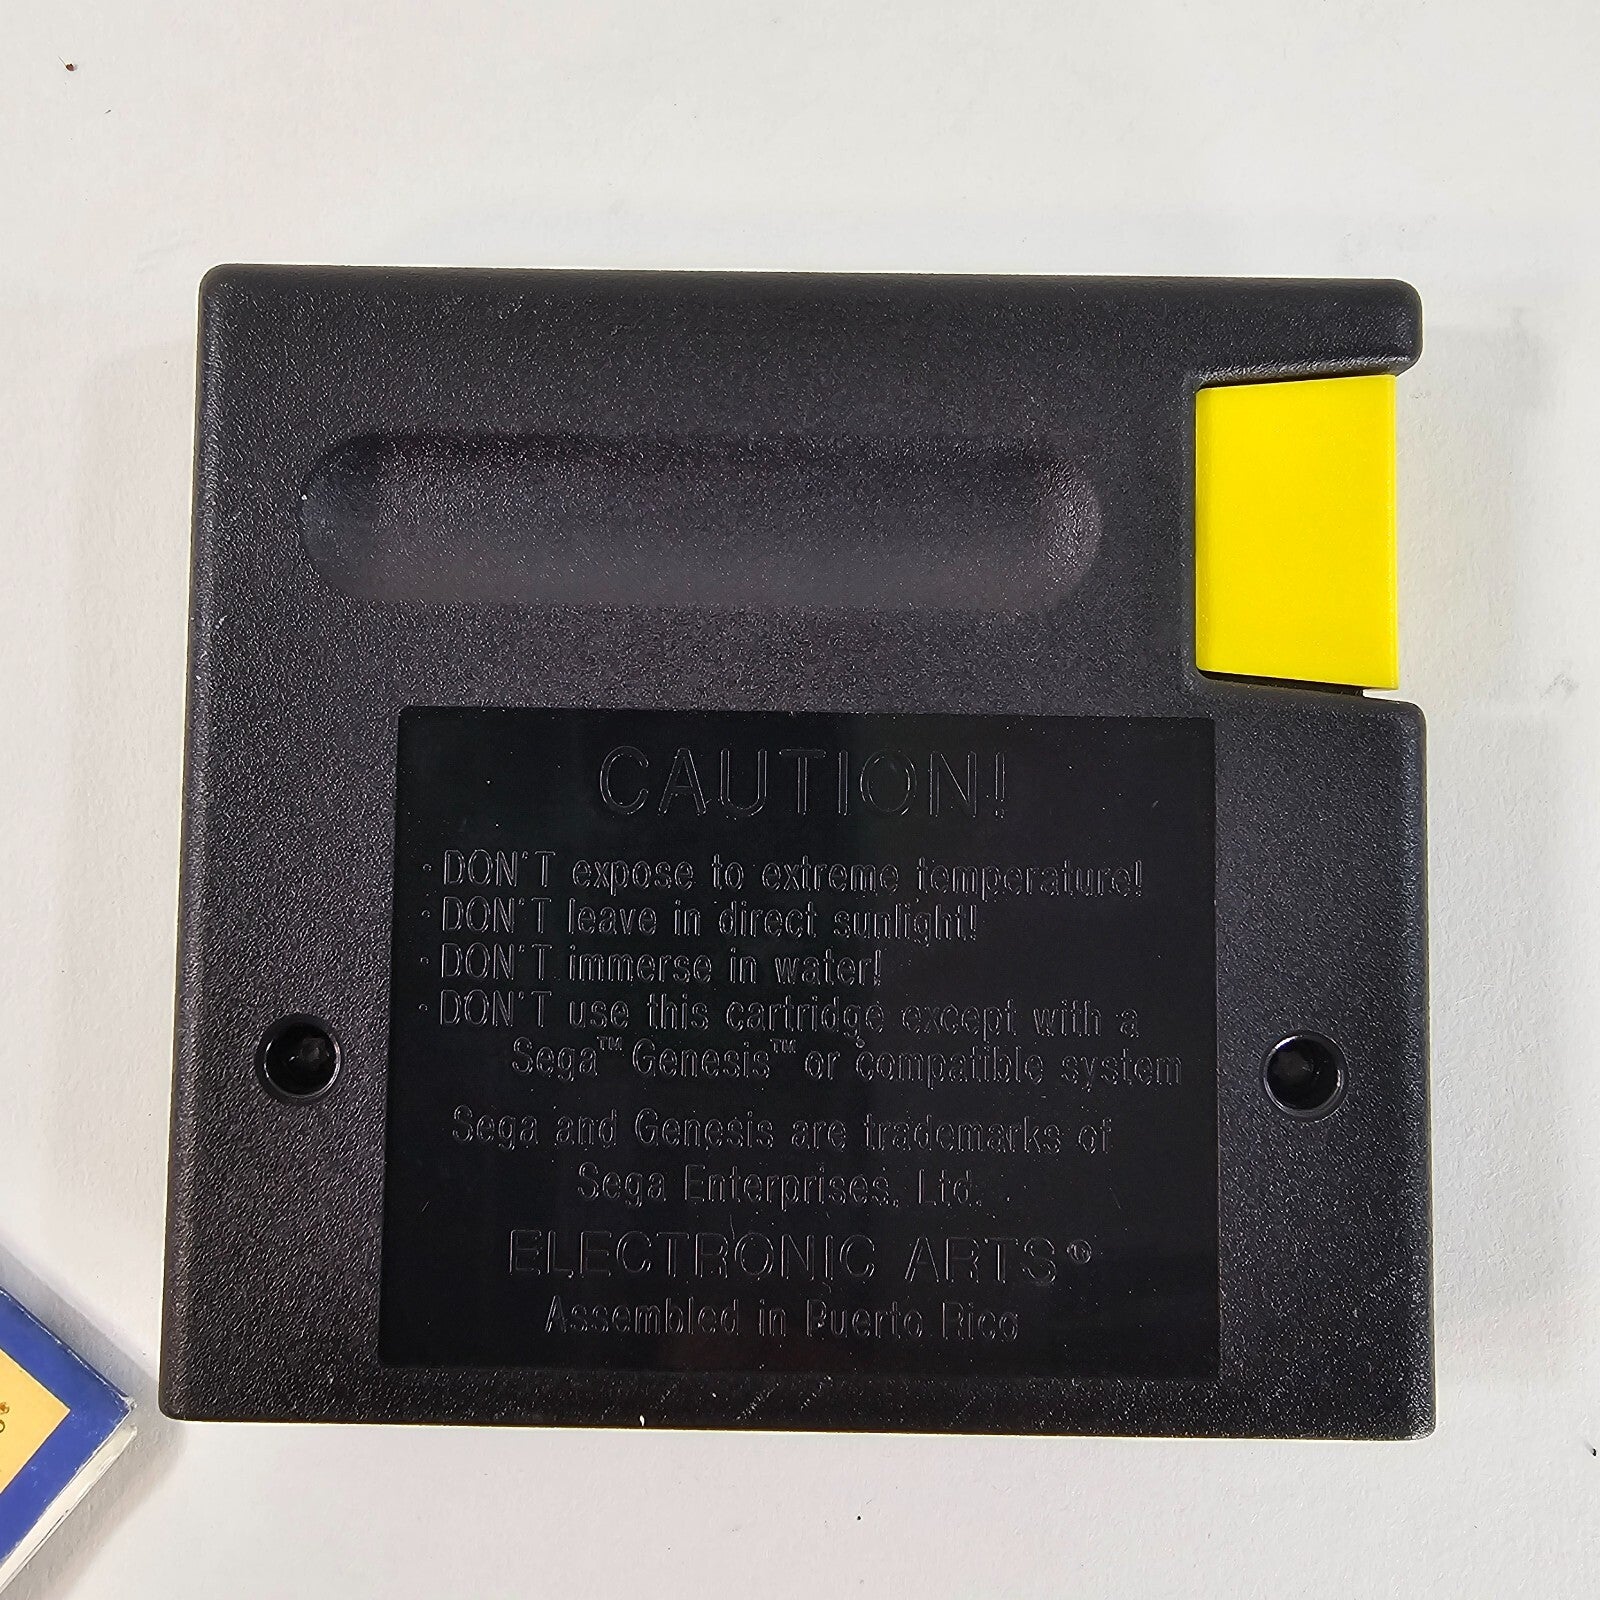 CAUTION!
· DON'T expose to extreme temperature!
· DON'T leave in direct sunlight!
· DON'T immerse in water!
· DON'T use this cartridge except with a
Sega™ Genesis™ or compatible system
Sega and Genesis are trademarks of
Sega Enterprises, Ltd.
ELECTRONIC ARTS®
Assembled in Puerto Rico